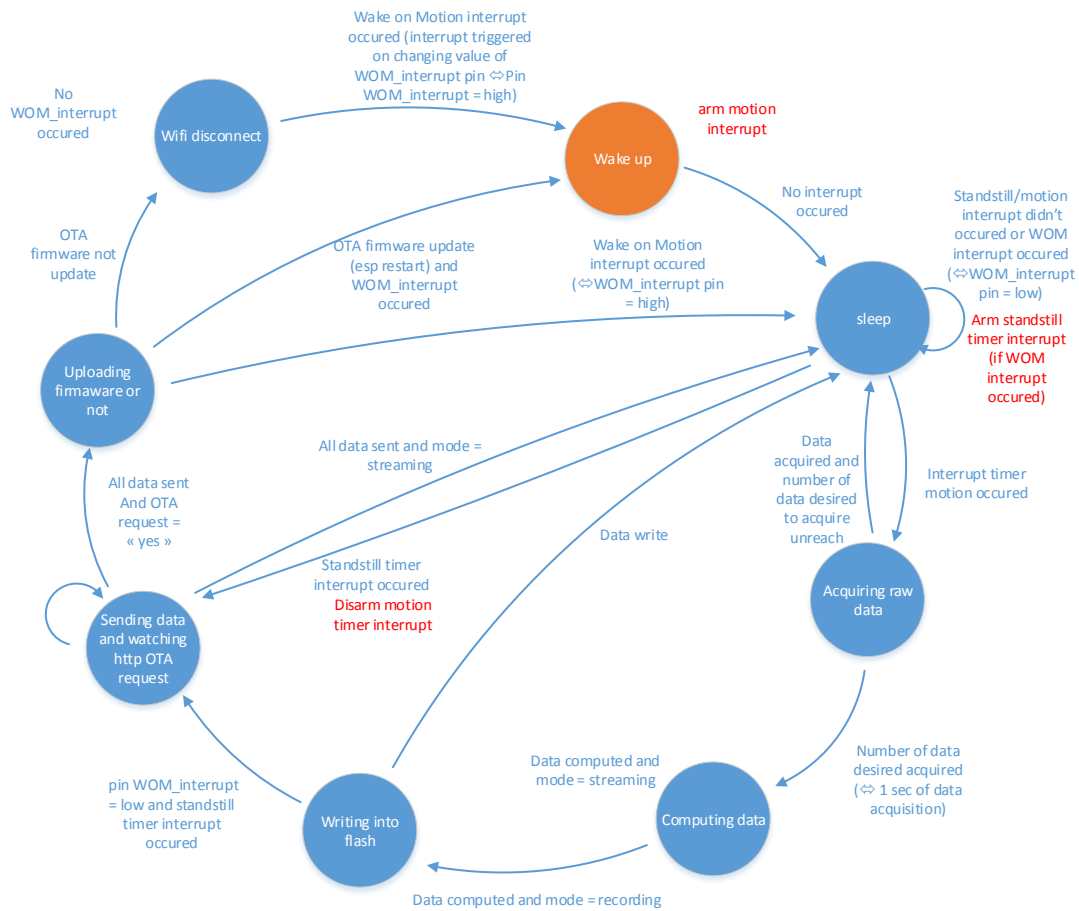 Wake on Motion interrupt
occured (interrupt triggered
on changing value of
WOM_interrupt pin ⇔Pin
WOM_interrupt = high)
No
WOM_interrupt
occured
Wifi disconnect
Wake up
arm motion
interrupt
No interrupt
occured
Standstill/motion
interrupt didn't
occured or WOM
interrupt occured
(⇔WOM_interrupt
pin = low)
OTA
firmware not
update
OTA firmware update
(esp restart) and
WOM_interrupt
occured
Wake on Motion
interrupt occured
(⇔WOM_interrupt pin
= high)
sleep
Arm standstill
timer interrupt
(if WOM
interrupt
occured)
Uploading
firmaware or
not
All data sent and mode =
streaming
Data
acquired and
number of
data desired
to acquire
unreach
Interrupt timer
motion occured
All data sent
And OTA
request =
« yes »
Data write
Standstill timer
interrupt occured
Disarm motion
timer interrupt
Acquiring raw
data
Sending data
and watching
http OTA
request
Number of data
desired acquired
(⇔ 1 sec of data
acquisition)
Data computed and
mode = streaming
pin WOM_interrupt
= low and standstill
timer interrupt
occured
Writing into
flash
Computing data
Data computed and mode = recording